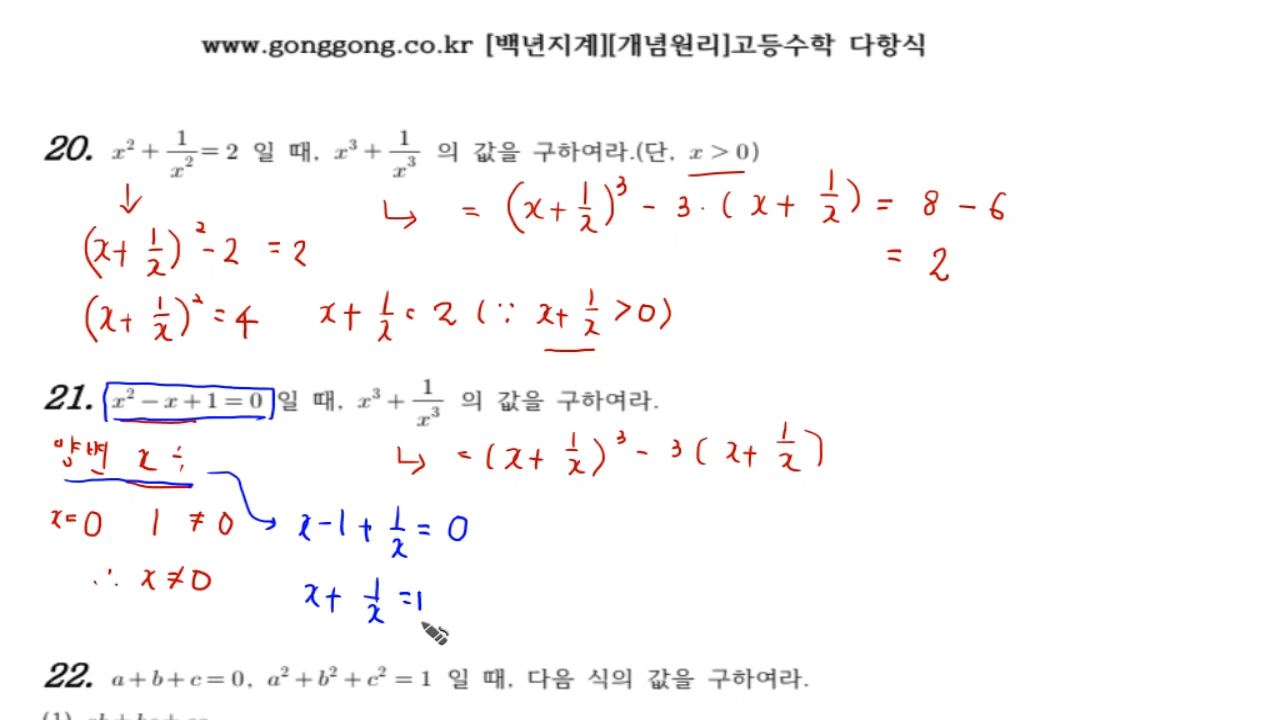 www.gonggong.co.kr [백년지계][개념원리]고등수학 다항식
20. x² + 1/x² = 2 일 때, x³ + 1/x³ 의 값을 구하여라.(단, x > 0)
↓ ↳ = (x + 1/x)³ - 3·(x + 1/x) = 8 - 6
(x + 1/x)² - 2 = 2
= 2
(x + 1/x)² = 4 x + 1/x = 2 (∵ x + 1/x > 0)
21. x² - x + 1 = 0 일 때, x³ + 1/x³ 의 값을 구하여라.
양변 x ÷ ↳ = (x + 1/x)³ - 3(x + 1/x)
x = 0 1 ≠ 0 → x - 1 + 1/x = 0
∴ x ≠ 0 x + 1/x = 1
22. a + b + c = 0, a² + b² + c² = 1 일 때, 다음 식의 값을 구하여라.